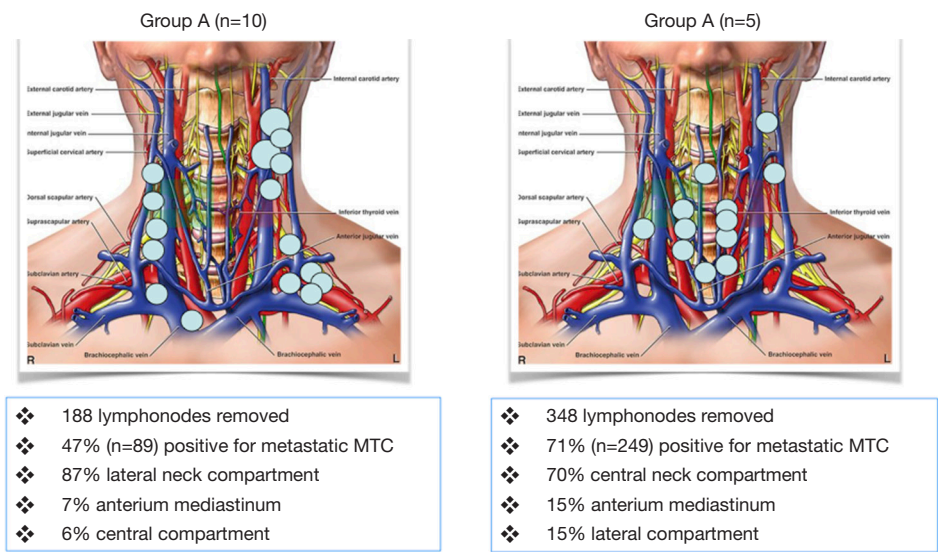 Group A (n=10)
Internal carotid artery
External carotid artery
External jugular vein
nternal jugular vein
Superficial cervical artery
Dorsal scapular artery
Suprascapular artery
Inferior thyroid vein
Anterior jugular vein
Subclavian artery
Subclavian vein
Brachiocephalic vein
Brachiocephalic vein
R
L
❖ 188 lymphonodes removed
❖ 47% (n=89) positive for metastatic MTC
❖ 87% lateral neck compartment
❖ 7% anterium mediastinum
❖ 6% central compartment
Group A (n=5)
Internal carotid artery
External carotid artery
External jugular vein
nternal jugular vein
Superficial cervical artery
Dorsal scapular artery
Suprascapular artery
Inferior thyroid vein
Anterior jugular vein
Subclavian artery
Subclavian vein
Brachiocephalic vein
Brachiocephalic vein
R
L
❖ 348 lymphonodes removed
❖ 71% (n=249) positive for metastatic MTC
❖ 70% central neck compartment
❖ 15% anterium mediastinum
❖ 15% lateral compartment